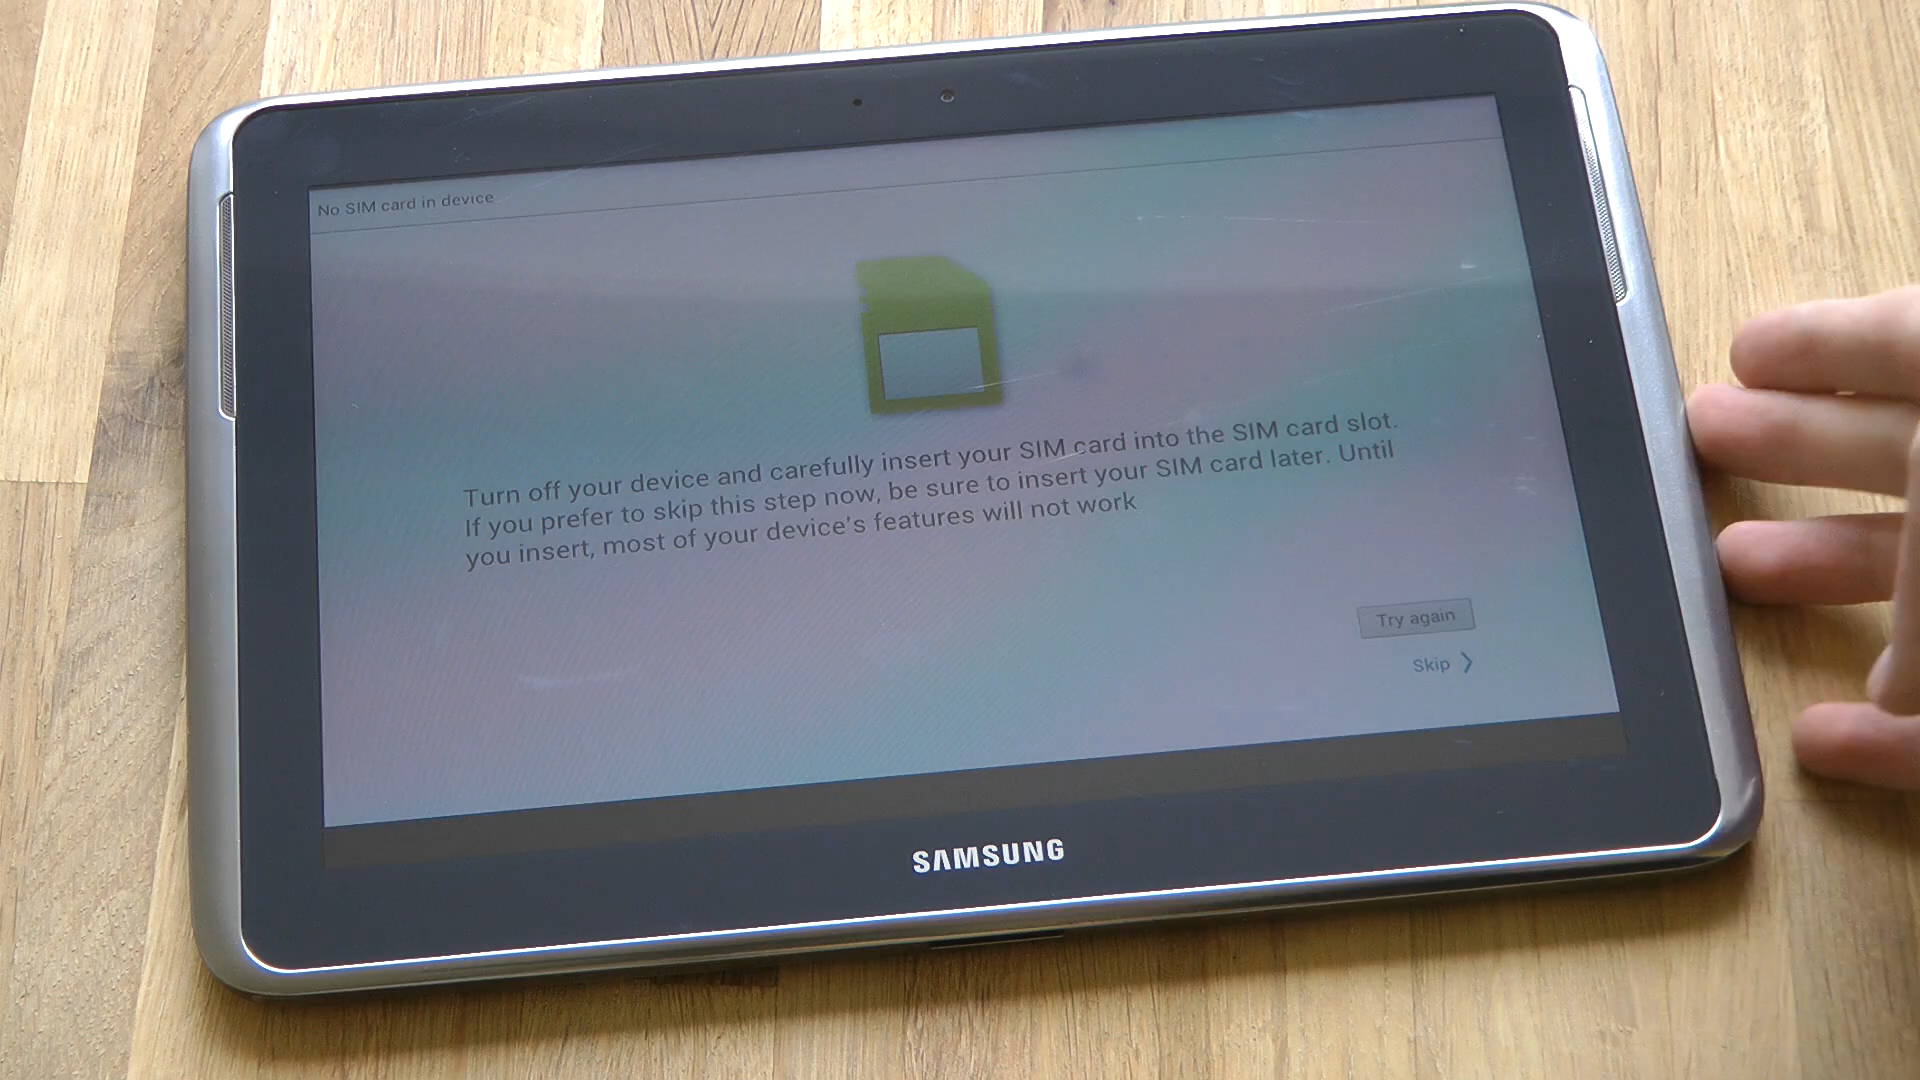 No SIM card in device
Turn off your device and carefully insert your SIM card into the SIM card slot.
If you prefer to skip this step now, be sure to insert your SIM card later. Until
you insert, most of your device's features will not work
Try again
Skip
SAMSUNG